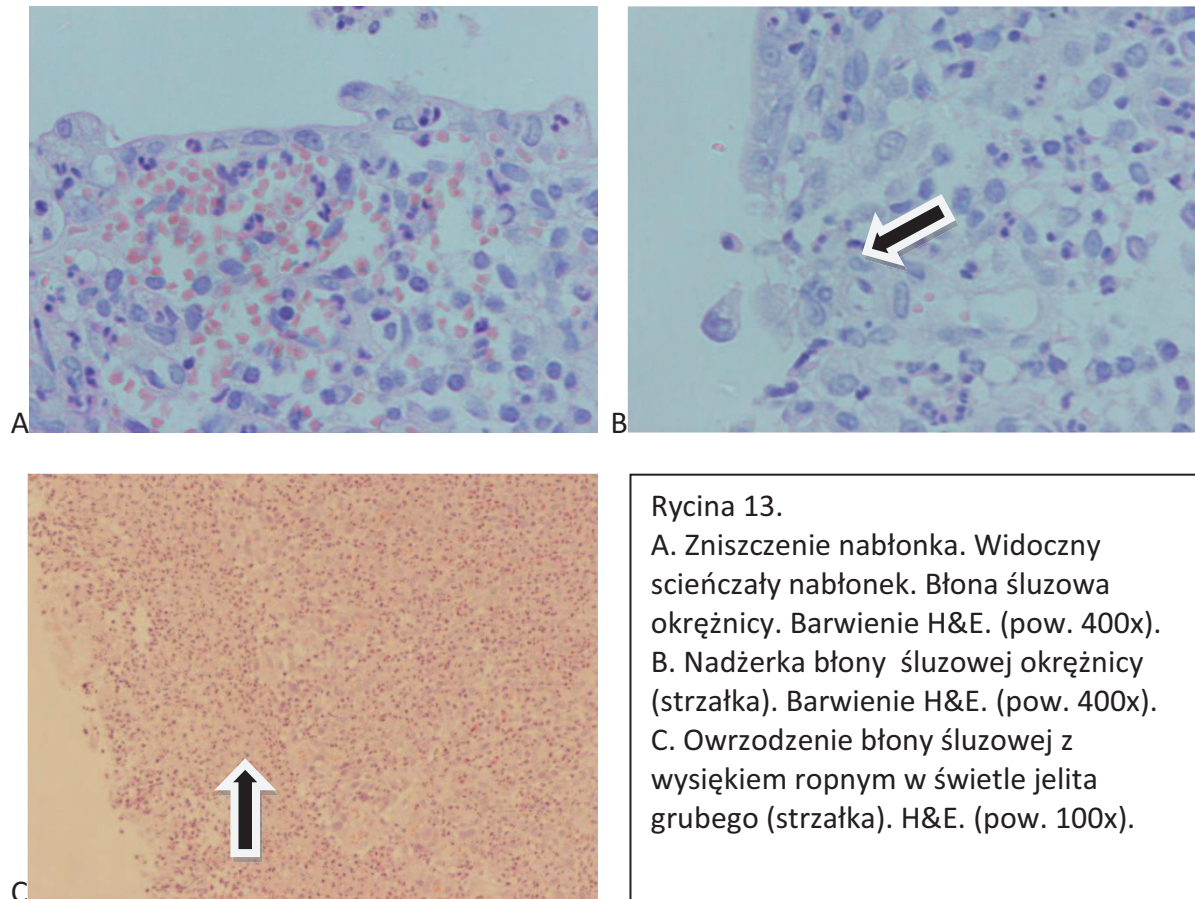 A
B
C
Rycina 13.
A. Zniszczenie nabłonka. Widoczny
scieńczały nabłonek. Błona śluzowa
okrężnicy. Barwienie H&E. (pow. 400x).
B. Nadżerka błony śluzowej okrężnicy
(strzałka). Barwienie H&E. (pow. 400x).
C. Owrzodzenie błony śluzowej z
wysiękiem ropnym w świetle jelita
grubego (strzałka). H&E. (pow. 100x).